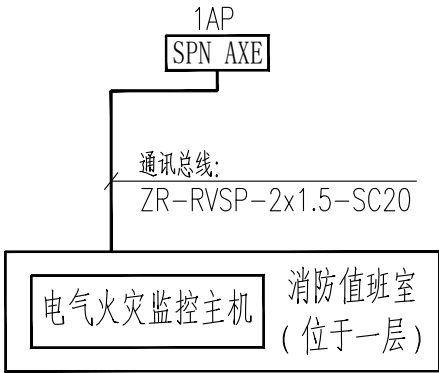 1AP
SPN AXE
通讯总线:
ZR-RVSP-2x1.5-SC20
电气火灾监控主机
消防值班室
(位于一层)